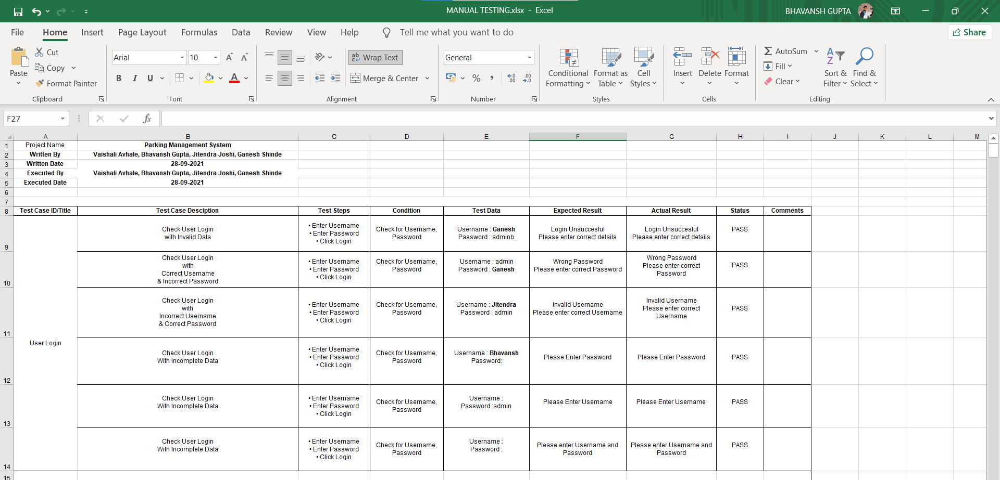 MANUAL TESTING.xlsx - Excel
BHAVANSH GUPTA
File Home Insert Page Layout Formulas Data Review View Help Tell me what you want to do
Share
Paste
Cut
Copy
Format Painter
Clipboard
Arial 10
B I U
Font
Wrap Text
Merge & Center
Alignment
General
Number
Conditional Formatting
Format as Table
Cell Styles
Styles
Insert
Delete
Format
Cells
AutoSum
Fill
Clear
Sort & Filter
Find & Select
Editing
F27
fx
A B C D E F G H I J K L M
1 Project Name Parking Management System
2 Written By Vaishali Avhale, Bhavansh Gupta, Jitendra Joshi, Ganesh Shinde
3 Written Date 28-09-2021
4 Executed By Vaishali Avhale, Bhavansh Gupta, Jitendra Joshi, Ganesh Shinde
5 Executed Date 28-09-2021
6
7
8 Test Case ID/Title Test Case Desciption Test Steps Condition Test Data Expected Result Actual Result Status Comments
User Login
9
Check User Login
with Invalid Data
• Enter Username
• Enter Password
• Click Login
Check for Username,
Password
Username : Ganesh
Password : adminb
Login Unsuccesful
Please enter correct details
Login Unsuccesful
Please enter correct details
PASS
10
Check User Login
with
Correct Username
& Incorrect Password
• Enter Username
• Enter Password
• Click Login
Check for Username,
Password
Username : admin
Password : Ganesh
Wrong Password
Please enter correct Password
Wrong Password
Please enter correct
Password
PASS
11
Check User Login
with
Incorrect Username
& Correct Password
• Enter Username
• Enter Password
• Click Login
Check for Username,
Password
Username : Jitendra
Password : admin
Invalid Username
Please enter correct Username
Invalid Username
Please enter correct
Username
PASS
12
Check User Login
With Incomplete Data
• Enter Username
• Enter Password
• Click Login
Check for Username,
Password
Username : Bhavansh
Password:
Please Enter Password
Please Enter Password
PASS
13
Check User Login
With Incomplete Data
• Enter Username
• Enter Password
• Click Login
Check for Username,
Password
Username :
Password :admin
Please Enter Username
Please Enter Username
PASS
14
Check User Login
With Incomplete Data
• Enter Username
• Enter Password
• Click Login
Check for Username,
Password
Username :
Password :
Please enter Username and
Password
Please enter Username and
Password
PASS
15